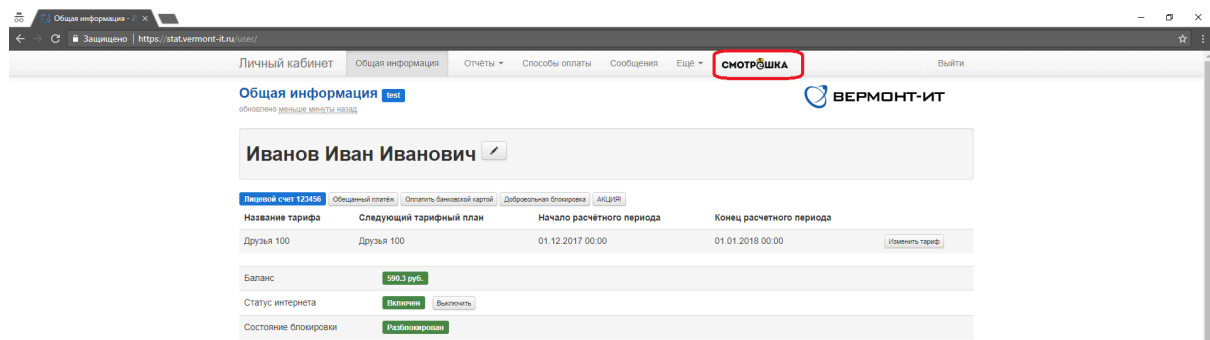 Общая информация - Л
Защищено | https://stat.vermont-it.ru/user/
Личный кабинет Общая информация Отчёты Способы оплаты Сообщения Ещё СМОТРЁШКА Выйти
Общая информация test
обновлено меньше минуты назад
ВЕРМОНТ-ИТ
Иванов Иван Иванович
Лицевой счет 123456 Обещанный платёж Оплатить банковской картой Добровольная блокировка АКЦИЯ!
Название тарифа Следующий тарифный план Начало расчётного периода Конец расчетного периода
Друзья 100 Друзья 100 01.12.2017 00:00 01.01.2018 00:00 Изменить тариф
Баланс 590.3 руб.
Статус интернета Включен Выключить
Состояние блокировки Разблокирован